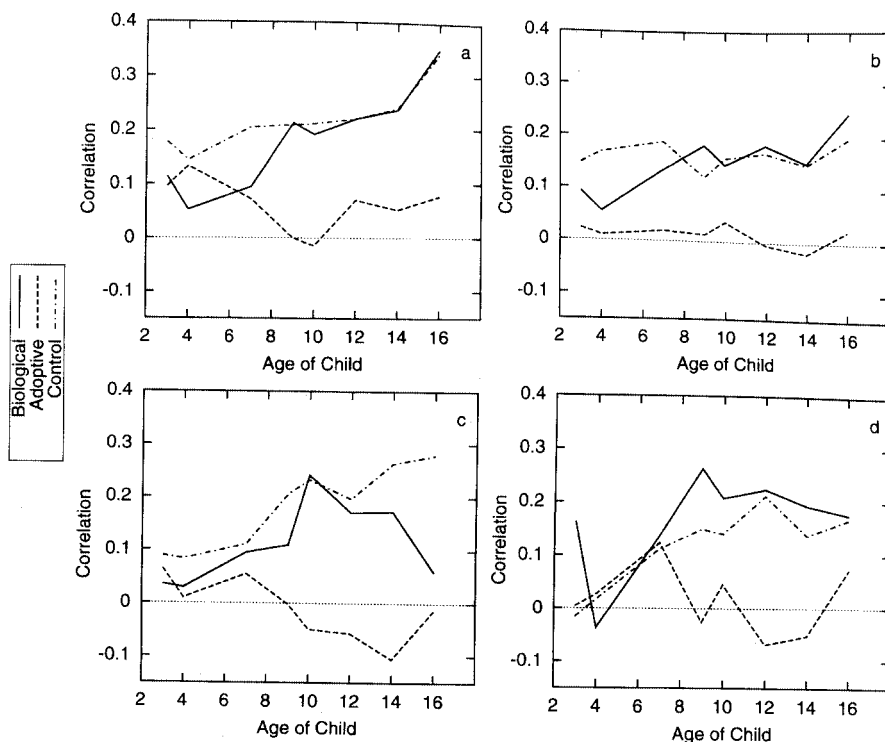 Biological
Adoptive
Control
0.4
0.3
0.2
0.1
0
-0.1
Correlation
a
2 4 6 8 10 12 14 16
Age of Child
0.4
0.3
0.2
0.1
0
-0.1
Correlation
b
2 4 6 8 10 12 14 16
Age of Child
0.4
0.3
0.2
0.1
0
-0.1
Correlation
c
2 4 6 8 10 12 14 16
Age of Child
0.4
0.3
0.2
0.1
0
-0.1
Correlation
d
2 4 6 8 10 12 14 16
Age of Child